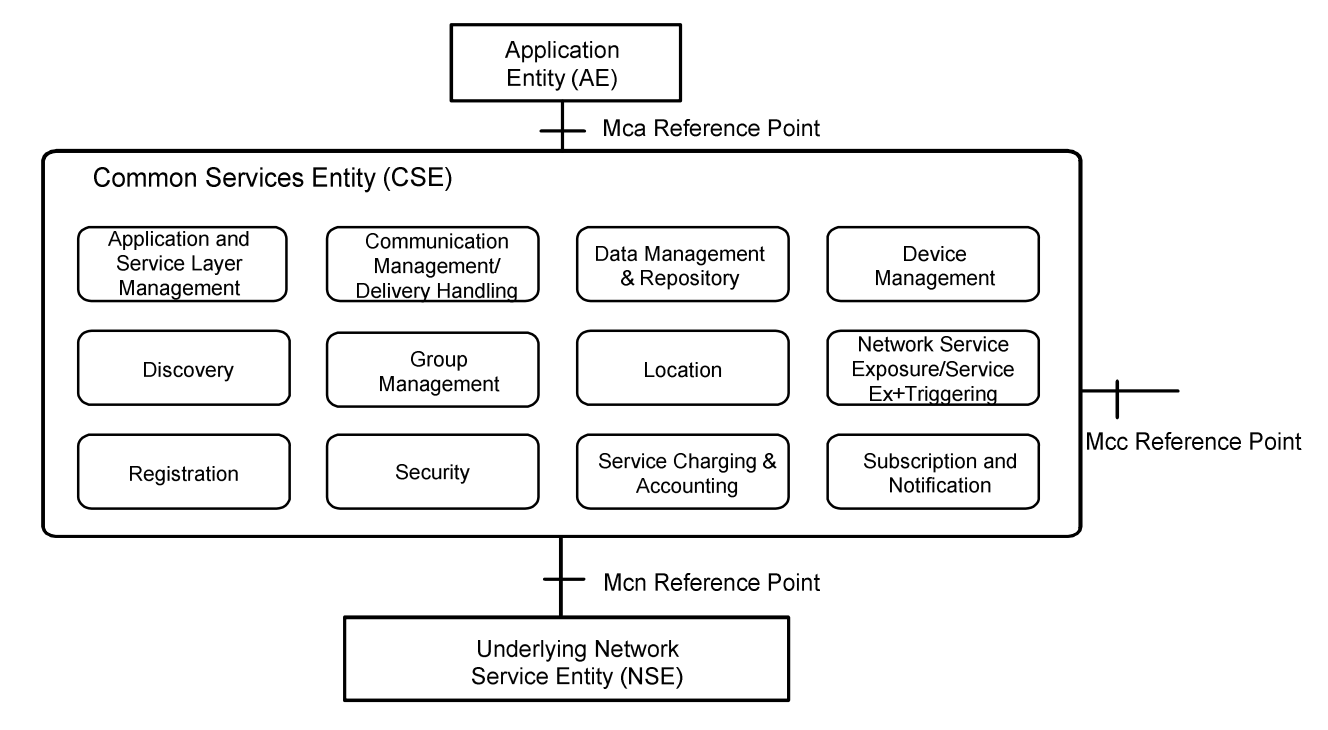 Application
Entity (AE)
Mca Reference Point
Common Services Entity (CSE)
Application and
Service Layer
Management
Communication
Management/
Delivery Handling
Data Management
& Repository
Device
Management
Discovery
Group
Management
Location
Network Service
Exposure/Service
Ex+Triggering
Registration
Security
Service Charging &
Accounting
Subscription and
Notification
Mcc Reference Point
Mcn Reference Point
Underlying Network
Service Entity (NSE)